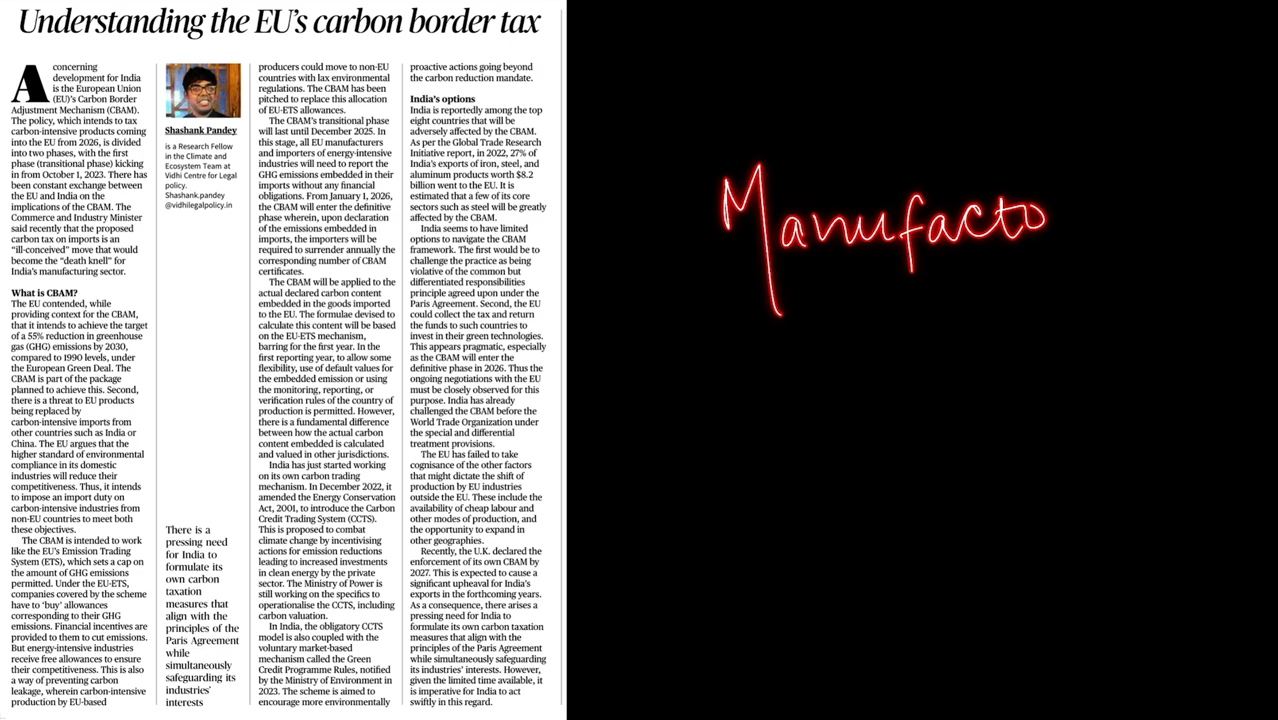 Understanding the EU’s carbon border tax
A concerning
development for India
is the European Union
(EU)’s Carbon Border
Adjustment Mechanism (CBAM).
The policy, which intends to tax
carbon-intensive products coming
into the EU from 2026, is divided
into two phases, with the first
phase (transitional phase) kicking
in from October 1, 2023. There has
been constant exchange between
the EU and India on the
implications of the CBAM. The
Commerce and Industry Minister
said recently that the proposed
carbon tax on imports is an
“ill-conceived” move that would
become the “death knell” for
India’s manufacturing sector.
What is CBAM?
The EU contended, while
providing context for the CBAM,
that it intends to achieve the target
of a 55% reduction in greenhouse
gas (GHG) emissions by 2030,
compared to 1990 levels, under
the European Green Deal. The
CBAM is part of the package
planned to achieve this. Second,
there is a threat to EU products
being replaced by
carbon-intensive imports from
other countries such as India or
China. The EU argues that the
higher standard of environmental
compliance in its domestic
industries will reduce their
competitiveness. Thus, it intends
to impose an import duty on
carbon-intensive industries from
non-EU countries to meet both
these objectives.
The CBAM is intended to work
like the EU’s Emission Trading
System (ETS), which sets a cap on
the amount of GHG emissions
permitted. Under the EU-ETS,
companies covered by the scheme
have to ‘buy’ allowances
corresponding to their GHG
emissions. Financial incentives are
provided to them to cut emissions.
But energy-intensive industries
receive free allowances to ensure
their competitiveness. This is also
a way of preventing carbon
leakage, wherein carbon-intensive
production by EU-based
Shashank Pandey
is a Research Fellow
in the Climate and
Ecosystem Team at
Vidhi Centre for Legal
policy.
Shashank.pandey
@vidhilegalpolicy.in
There is a
pressing need
for India to
formulate its
own carbon
taxation
measures that
align with the
principles of the
Paris Agreement
while
simultaneously
safeguarding its
industries’
interests
producers could move to non-EU
countries with lax environmental
regulations. The CBAM has been
pitched to replace this allocation
of EU-ETS allowances.
The CBAM’s transitional phase
will last until December 2025. In
this stage, all EU manufacturers
and importers of energy-intensive
industries will need to report the
GHG emissions embedded in their
imports without any financial
obligations. From January 1, 2026,
the CBAM will enter the definitive
phase wherein, upon declaration
of the emissions embedded in
imports, the importers will be
required to surrender annually the
corresponding number of CBAM
certificates.
The CBAM will be applied to the
actual declared carbon content
embedded in the goods imported
to the EU. The formulae devised to
calculate this content will be based
on the EU-ETS mechanism,
barring for the first year. In the
first reporting year, to allow some
flexibility, use of default values for
the embedded emission or using
the monitoring, reporting, or
verification rules of the country of
production is permitted. However,
there is a fundamental difference
between how the actual carbon
content embedded is calculated
and valued in other jurisdictions.
India has just started working
on its own carbon trading
mechanism. In December 2022, it
amended the Energy Conservation
Act, 2001, to introduce the Carbon
Credit Trading System (CCTS).
This is proposed to combat
climate change by incentivising
actions for emission reductions
leading to increased investments
in clean energy by the private
sector. The Ministry of Power is
still working on the specifics to
operationalise the CCTS, including
carbon valuation.
In India, the obligatory CCTS
model is also coupled with the
voluntary market-based
mechanism called the Green
Credit Programme Rules, notified
by the Ministry of Environment in
2023. The scheme is aimed to
encourage more environmentally
proactive actions going beyond
the carbon reduction mandate.
India’s options
India is reportedly among the top
eight countries that will be
adversely affected by the CBAM.
As per the Global Trade Research
Initiative report, in 2022, 27% of
India’s exports of iron, steel, and
aluminum products worth $8.2
billion went to the EU. It is
estimated that a few of its core
sectors such as steel will be greatly
affected by the CBAM.
India seems to have limited
options to navigate the CBAM
framework. The first would be to
challenge the practice as being
violative of the common but
differentiated responsibilities
principle agreed upon under the
Paris Agreement. Second, the EU
could collect the tax and return
the funds to such countries to
invest in their green technologies.
This appears pragmatic, especially
as the CBAM will enter the
definitive phase in 2026. Thus the
ongoing negotiations with the EU
must be closely observed for this
purpose. India has already
challenged the CBAM before the
World Trade Organization under
the special and differential
treatment provisions.
The EU has failed to take
cognisance of the other factors
that might dictate the shift of
production by EU industries
outside the EU. These include the
availability of cheap labour and
other modes of production, and
the opportunity to expand in
other geographies.
Recently, the U.K. declared the
enforcement of its own CBAM by
2027. This is expected to cause a
significant upheaval for India’s
exports in the forthcoming years.
As a consequence, there arises a
pressing need for India to
formulate its own carbon taxation
measures that align with the
principles of the Paris Agreement
while simultaneously safeguarding
its industries’ interests. However,
given the limited time available, it
is imperative for India to act
swiftly in this regard.
Manufacto